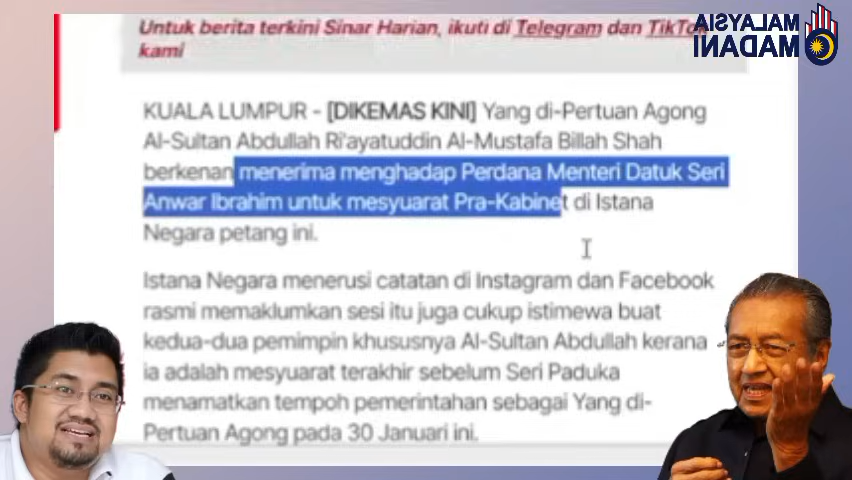 Untuk berita terkini Sinar Harian, ikuti di Telegram dan TikTok
kami
MALAYSIA
MADANI
KUALA LUMPUR - [DIKEMAS KINI] Yang di-Pertuan Agong
Al-Sultan Abdullah Ri'ayatuddin Al-Mustafa Billah Shah
berkenan menerima menghadap Perdana Menteri Datuk Seri
Anwar Ibrahim untuk mesyuarat Pra-Kabinet di Istana
Negara petang ini.
Istana Negara menerusi catatan di Instagram dan Facebook
rasmi memaklumkan sesi itu juga cukup istimewa buat
kedua-dua pemimpin khususnya Al-Sultan Abdullah kerana
ia adalah mesyuarat terakhir sebelum Seri Paduka
menamatkan tempoh pemerintahan sebagai Yang di-
Pertuan Agong pada 30 Januari ini.